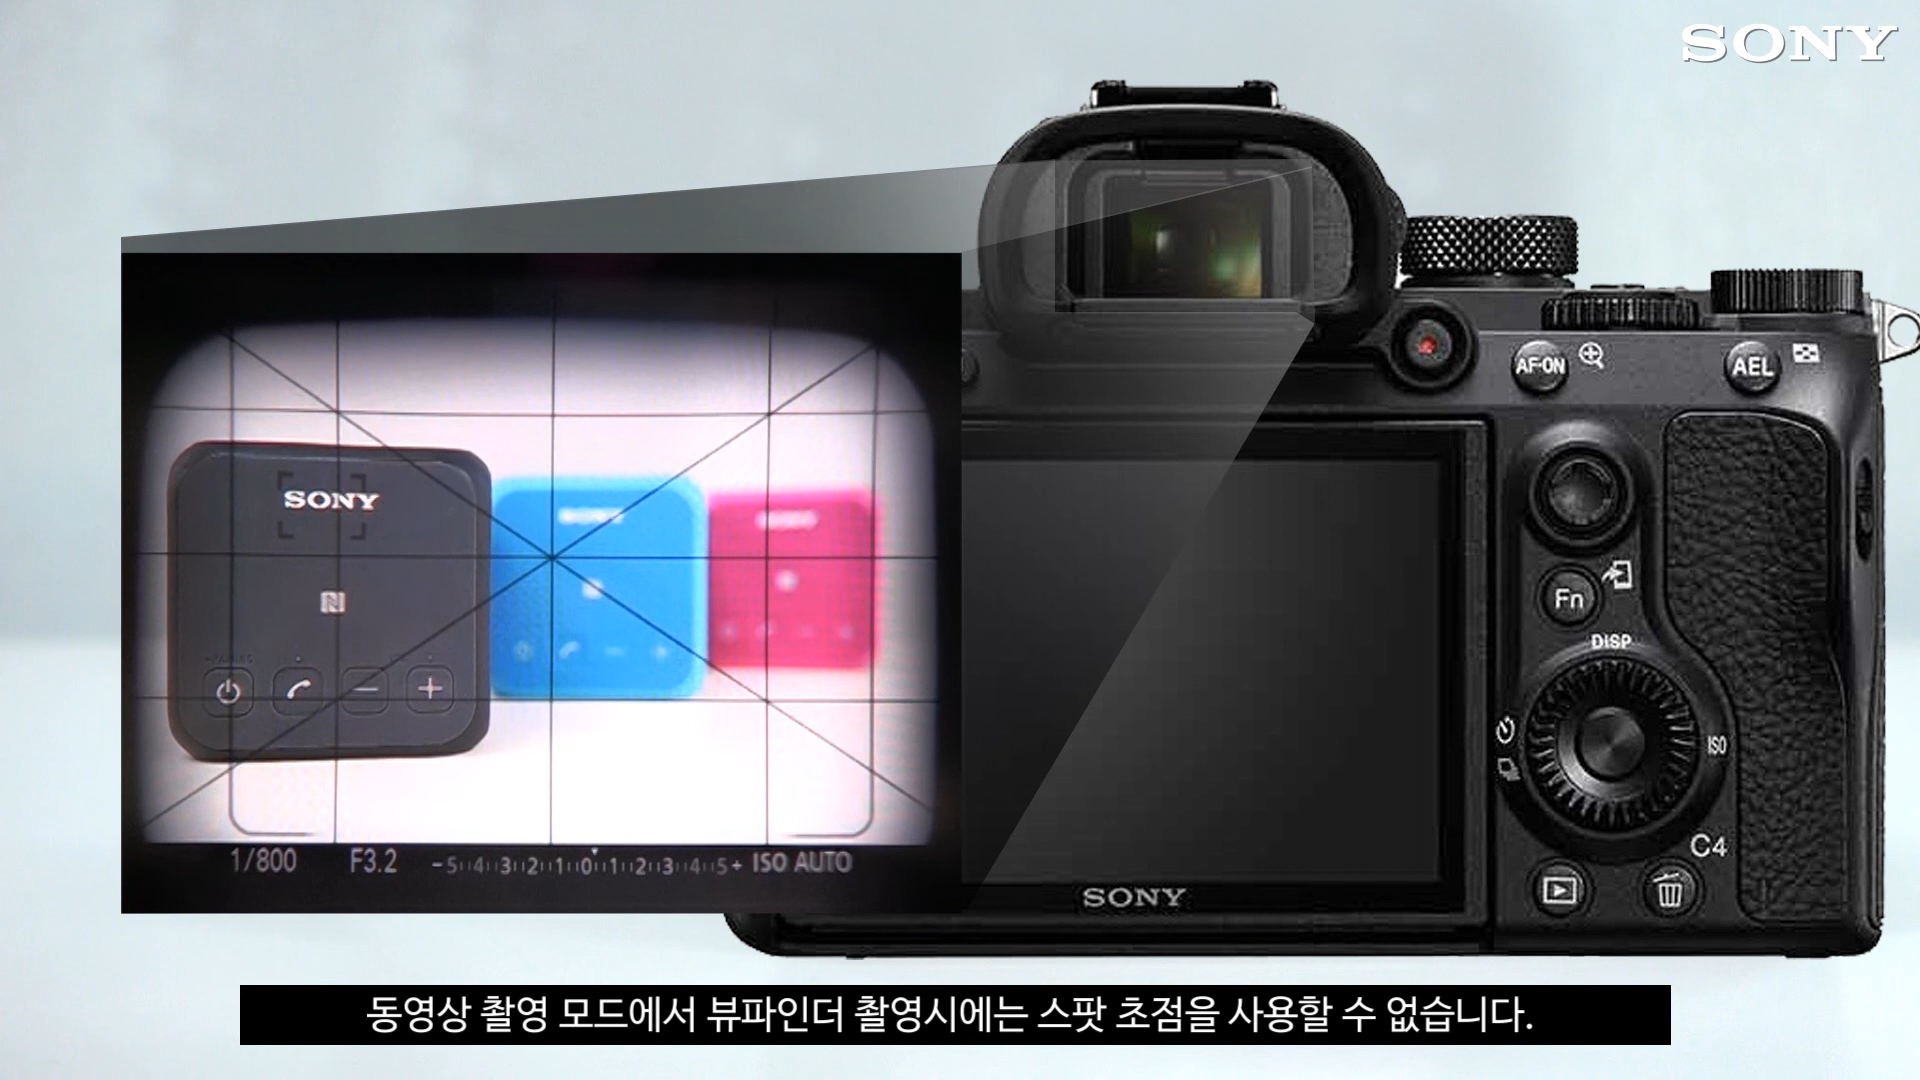 SONY
AF-ON
AEL
SONY
SONY
Fn
DISP
ISO
C4
1/800 F3.2 -5 4 3 2 1 0 1 2 3 4 5+ ISO AUTO
SONY
동영상 촬영 모드에서 뷰파인더 촬영시에는 스팟 초점을 사용할 수 없습니다.